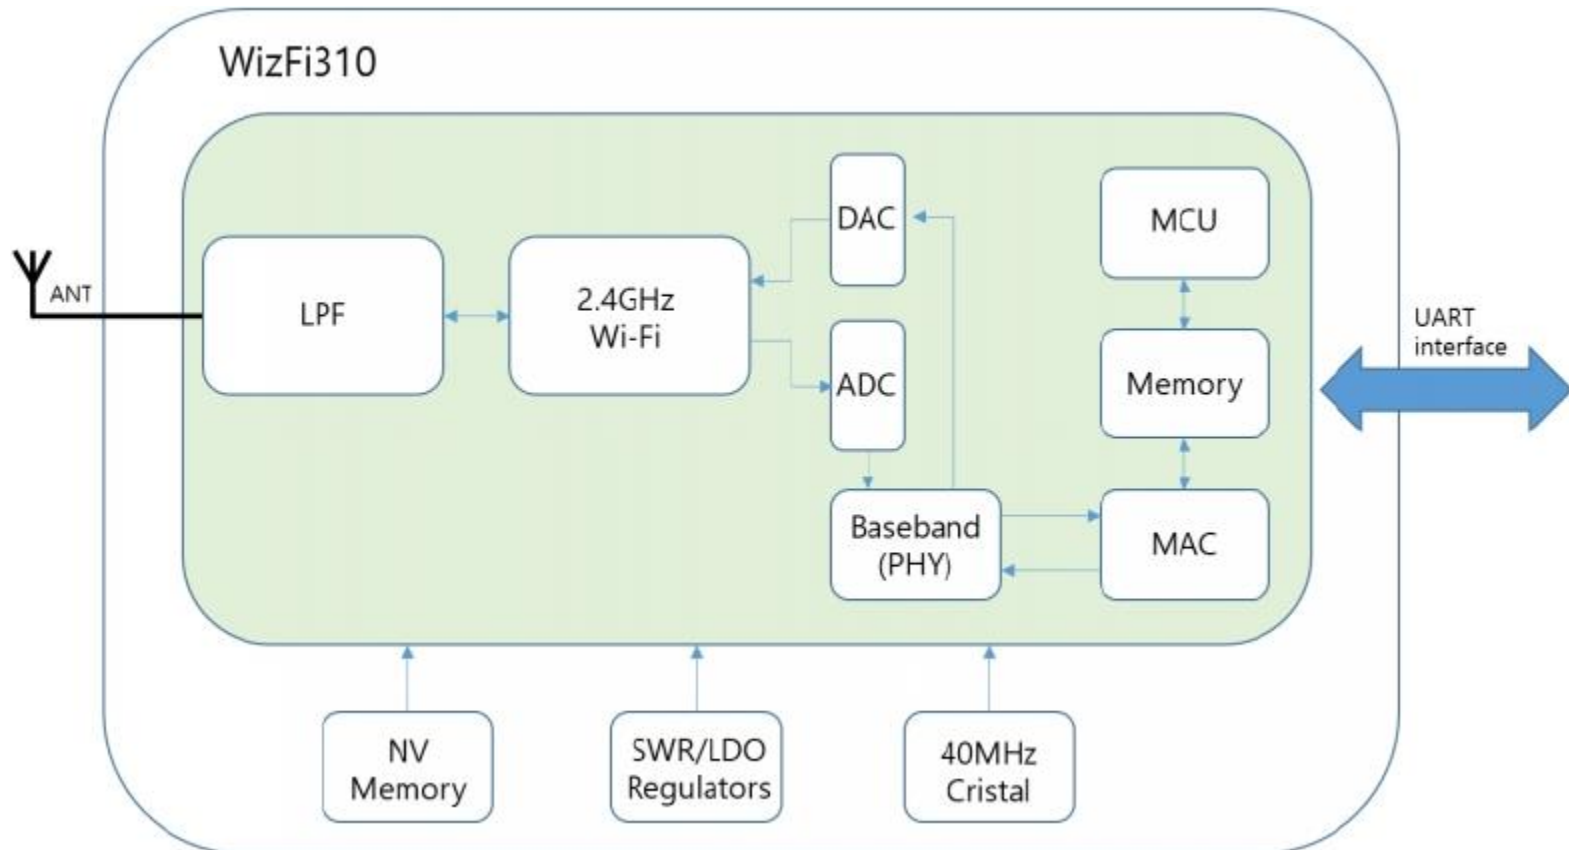 WizFi310
ANT
LPF
2.4GHz
Wi-Fi
DAC
ADC
Baseband
(PHY)
MCU
Memory
MAC
UART
interface
NV
Memory
SWR/LDO
Regulators
40MHz
Cristal